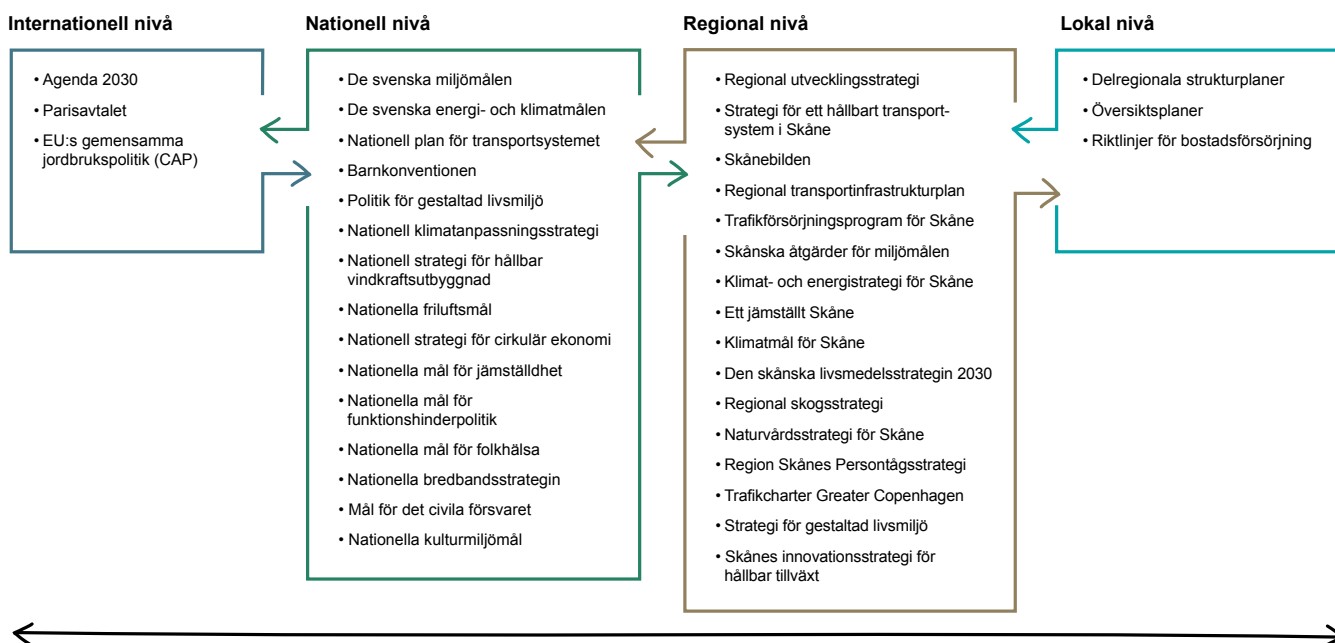 Internationell nivå
• Agenda 2030
• Parisavtalet
• EU:s gemensamma
jordbrukspolitik (CAP)
Nationell nivå
• De svenska miljömålen
• De svenska energi- och klimatmålen
• Nationell plan för transportsystemet
• Barnkonventionen
• Politik för gestaltad livsmiljö
• Nationell klimatanpassningsstrategi
• Nationell strategi för hållbar
vindkraftsutbyggnad
• Nationella friluftsmål
• Nationell strategi för cirkulär ekonomi
• Nationella mål för jämställdhet
• Nationella mål för
funktionshinderpolitik
• Nationella mål för folkhälsa
• Nationella bredbandsstrategin
• Mål för det civila försvaret
• Nationella kulturmiljömål
Regional nivå
• Regional utvecklingsstrategi
• Strategi för ett hållbart transport-
system i Skåne
• Skånebilden
• Regional transportinfrastrukturplan
• Trafikförsörjningsprogram för Skåne
• Skånska åtgärder för miljömålen
• Klimat- och energistrategi för Skåne
• Ett jämställt Skåne
• Klimatmål för Skåne
• Den skånska livsmedelsstrategin 2030
• Regional skogsstrategi
• Naturvårdsstrategi för Skåne
• Region Skånes Persontågsstrategi
• Trafikcharter Greater Copenhagen
• Strategi för gestaltad livsmiljö
• Skånes innovationsstrategi för
hållbar tillväxt
Lokal nivå
• Delregionala strukturplaner
• Översiktsplaner
• Riktlinjer för bostadsförsörjning